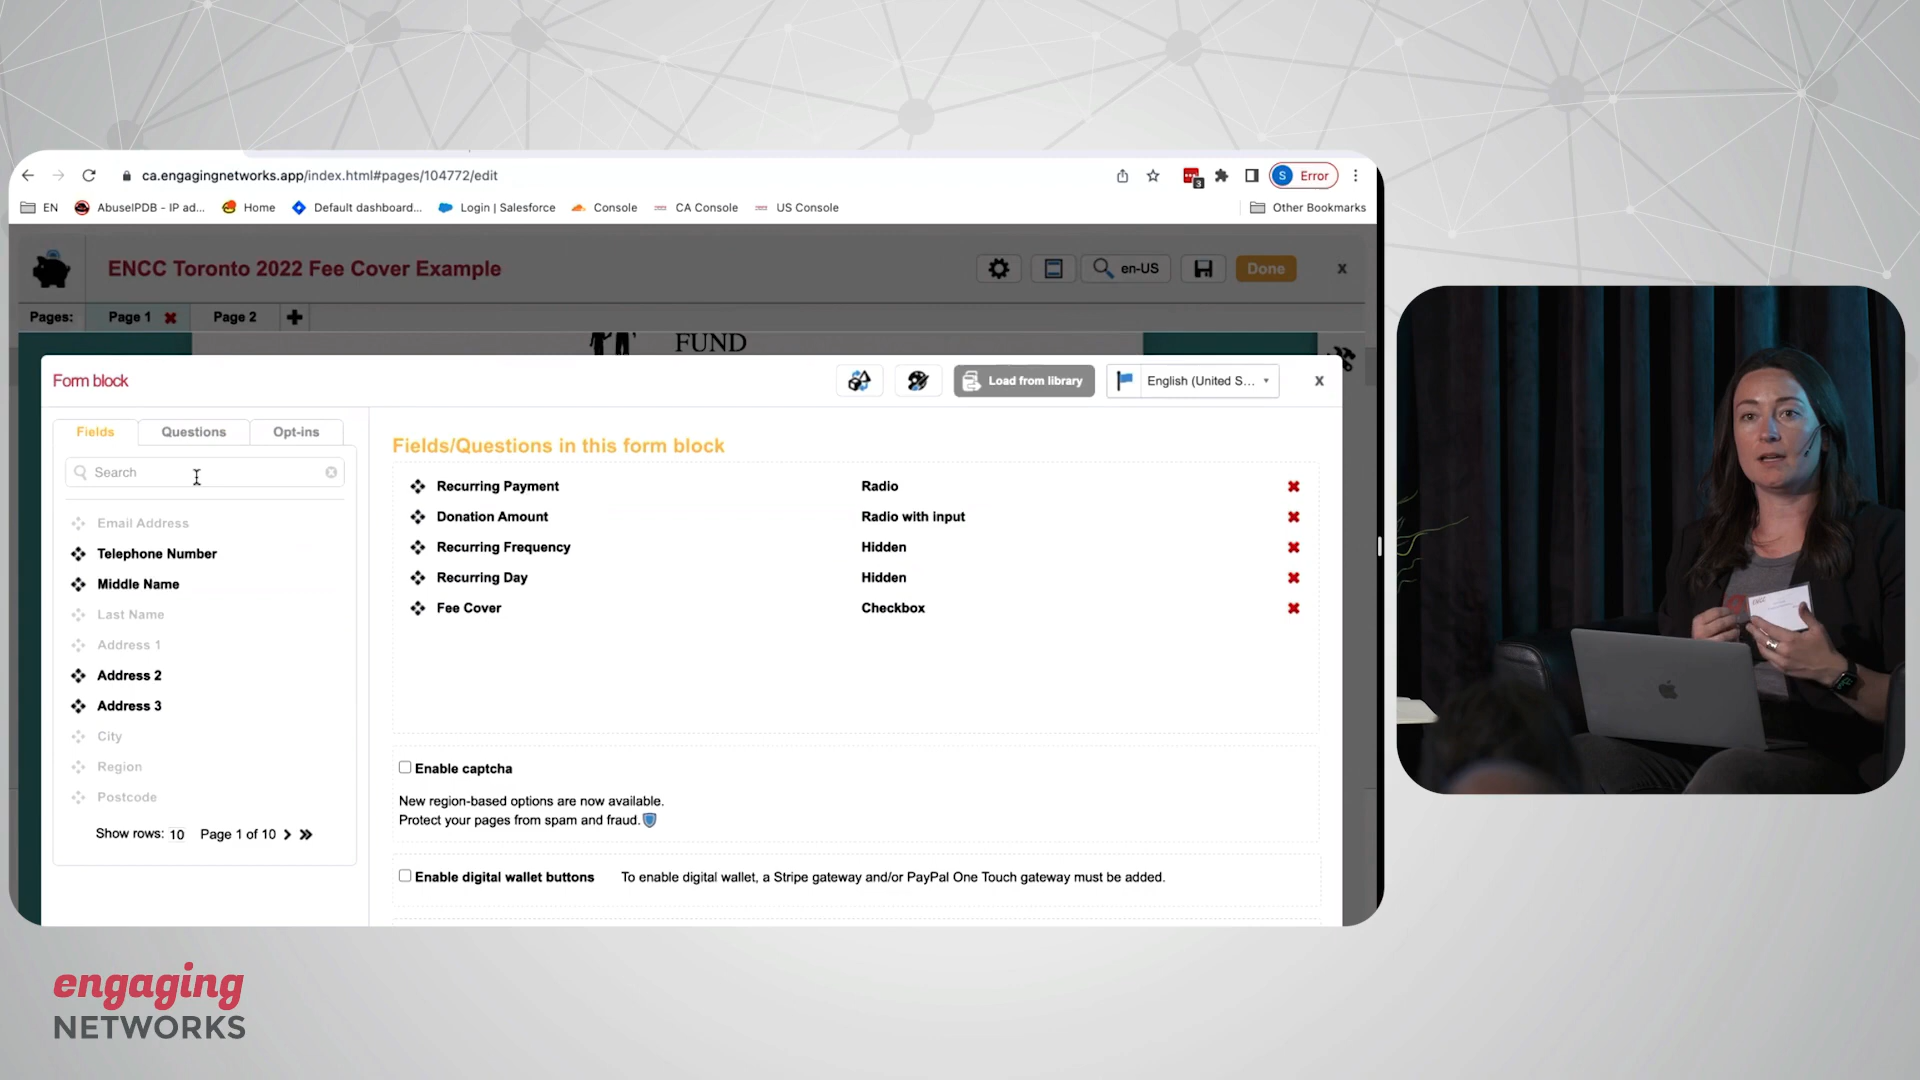 ca.engagingnetworks.app/index.html#pages/104772/edit
3
S Error
EN AbuseIPDB - IP ad... Home Default dashboard... Login | Salesforce Console CA Console US Console Other Bookmarks
ENCC Toronto 2022 Fee Cover Example en-US Done x
Pages: Page 1 Page 2
FUND
Form block Load from library English (United S... x
Fields Questions Opt-ins
Search
Email Address
Telephone Number
Middle Name
Last Name
Address 1
Address 2
Address 3
City
Region
Postcode
Show rows: 10 Page 1 of 10
Fields/Questions in this form block
Recurring Payment Radio
Donation Amount Radio with input
Recurring Frequency Hidden
Recurring Day Hidden
Fee Cover Checkbox
Enable captcha
New region-based options are now available.
Protect your pages from spam and fraud.
Enable digital wallet buttons To enable digital wallet, a Stripe gateway and/or PayPal One Touch gateway must be added.
engaging
NETWORKS